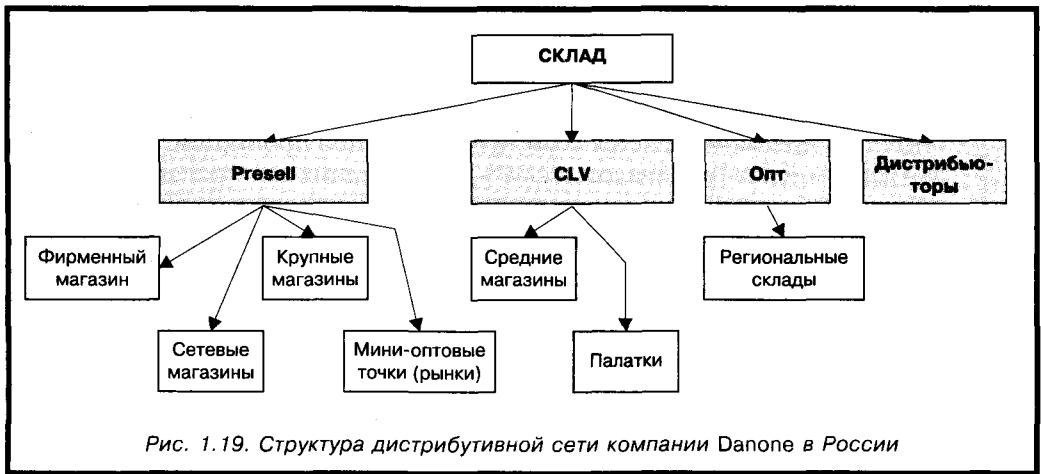 СКЛАД
Presell
CLV
Опт
Дистрибью-
торы
Фирменный
магазин
Крупные
магазины
Средние
магазины
Региональные
склады
Сетевые
магазины
Мини-оптовые
точки (рынки)
Палатки
Рис. 1.19. Структура дистрибутивной сети компании Danone в России